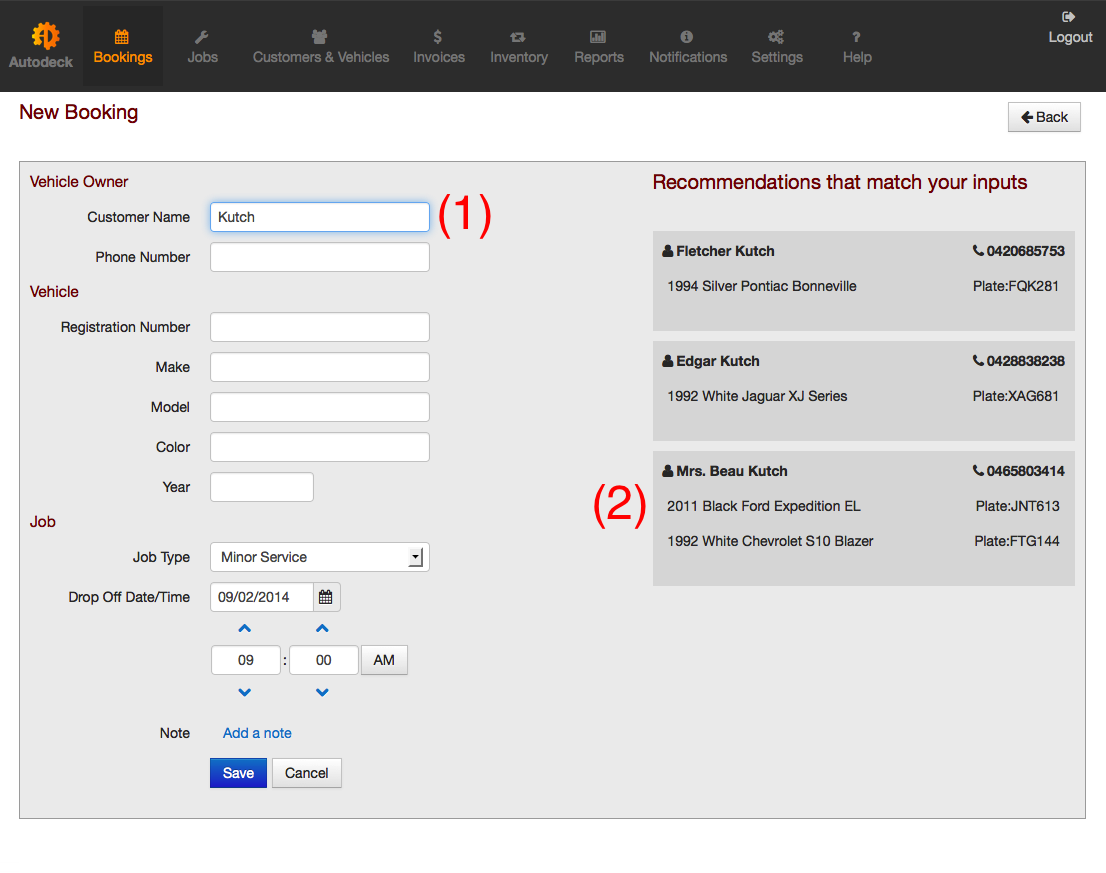 Autodeck
Bookings
Jobs
Customers & Vehicles
Invoices
Inventory
Reports
Notifications
Settings
Help
Logout
New Booking
Back
Vehicle Owner
Customer Name Kutch (1)
Phone Number
Vehicle
Registration Number
Make
Model
Color
Year
Job
Job Type Minor Service
Drop Off Date/Time 09/02/2014
09 : 00 AM
Note Add a note
Save Cancel
Recommendations that match your inputs
Fletcher Kutch 0420685753
1994 Silver Pontiac Bonneville Plate:FQK281
Edgar Kutch 0428838238
1992 White Jaguar XJ Series Plate:XAG681
Mrs. Beau Kutch 0465803414
(2) 2011 Black Ford Expedition EL Plate:JNT613
1992 White Chevrolet S10 Blazer Plate:FTG144